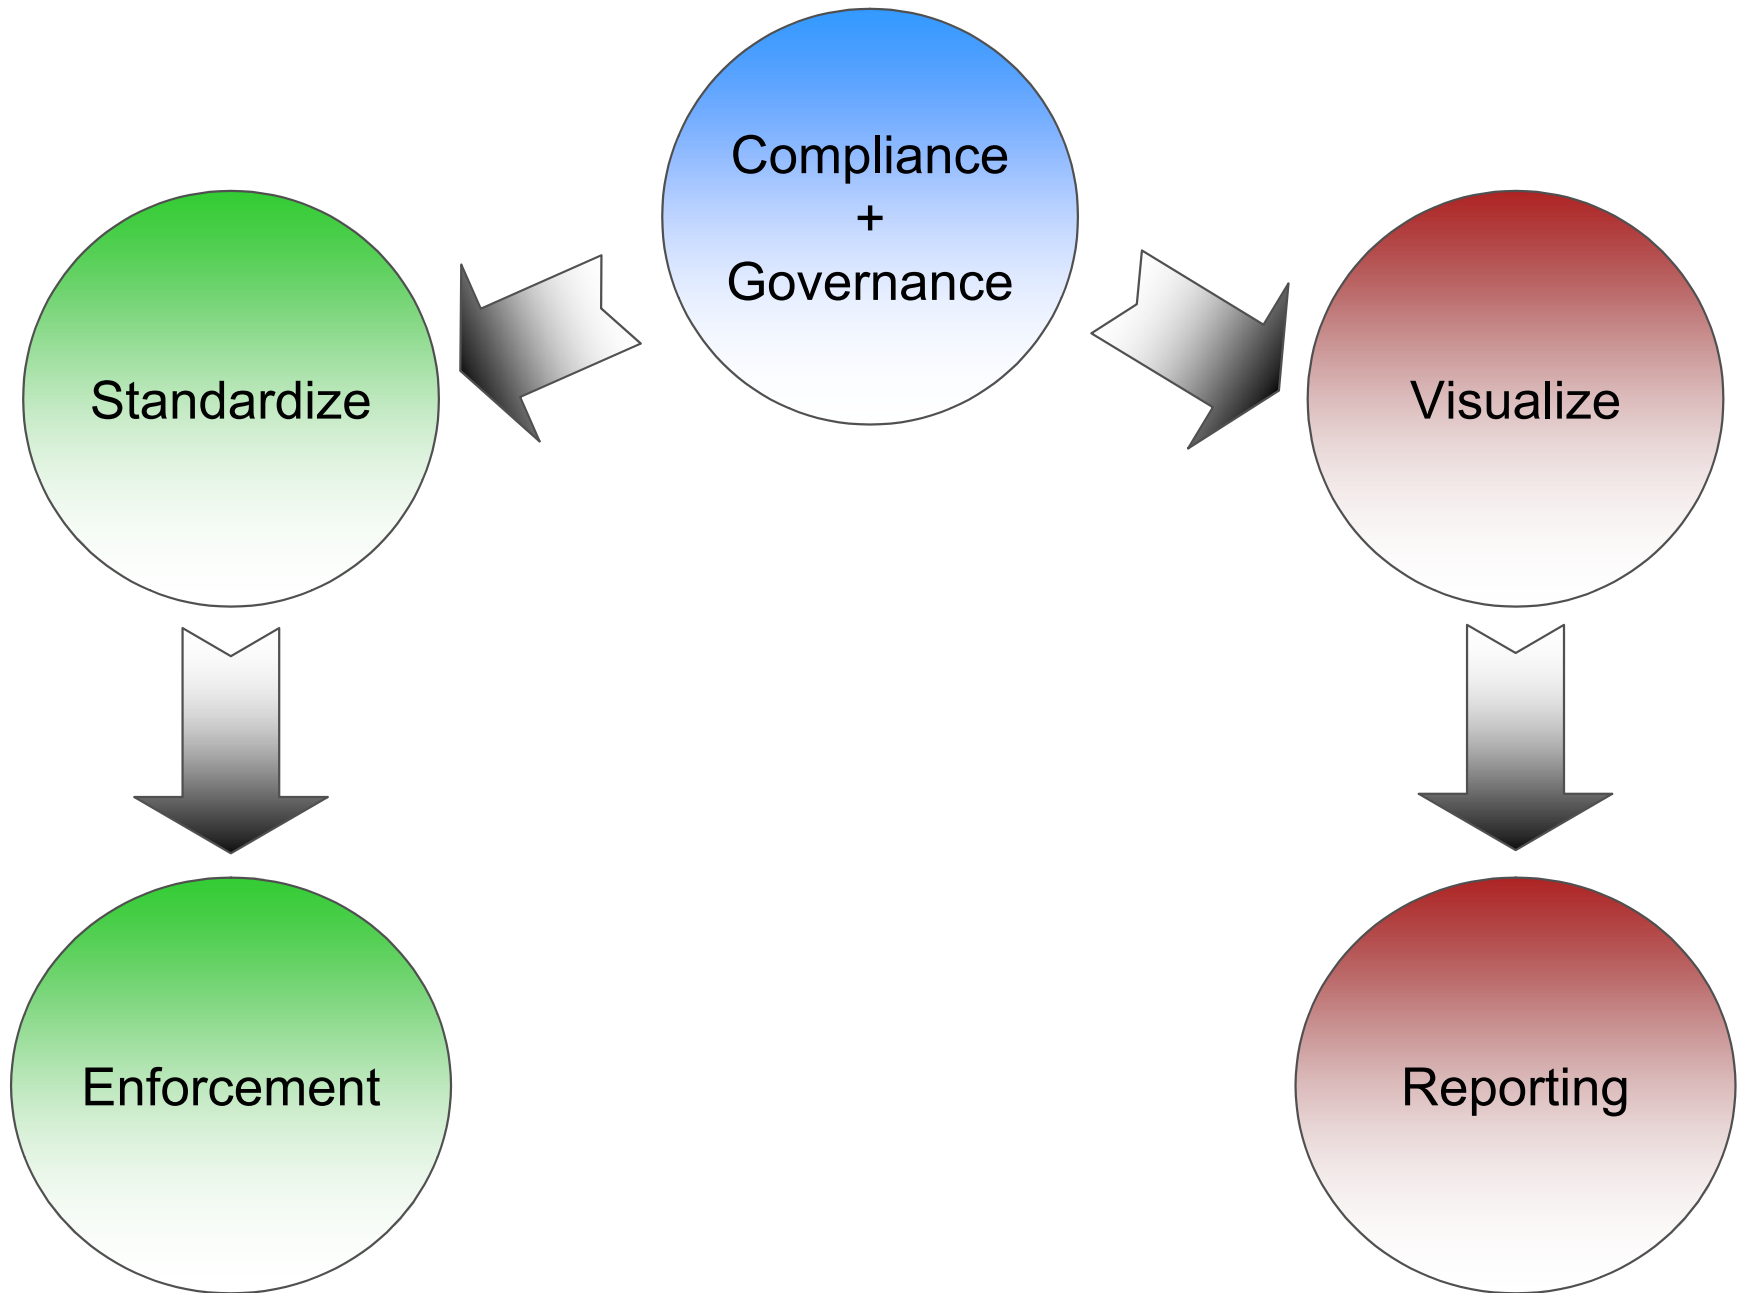 Compliance
+
Governance
Standardize
Visualize
Enforcement
Reporting